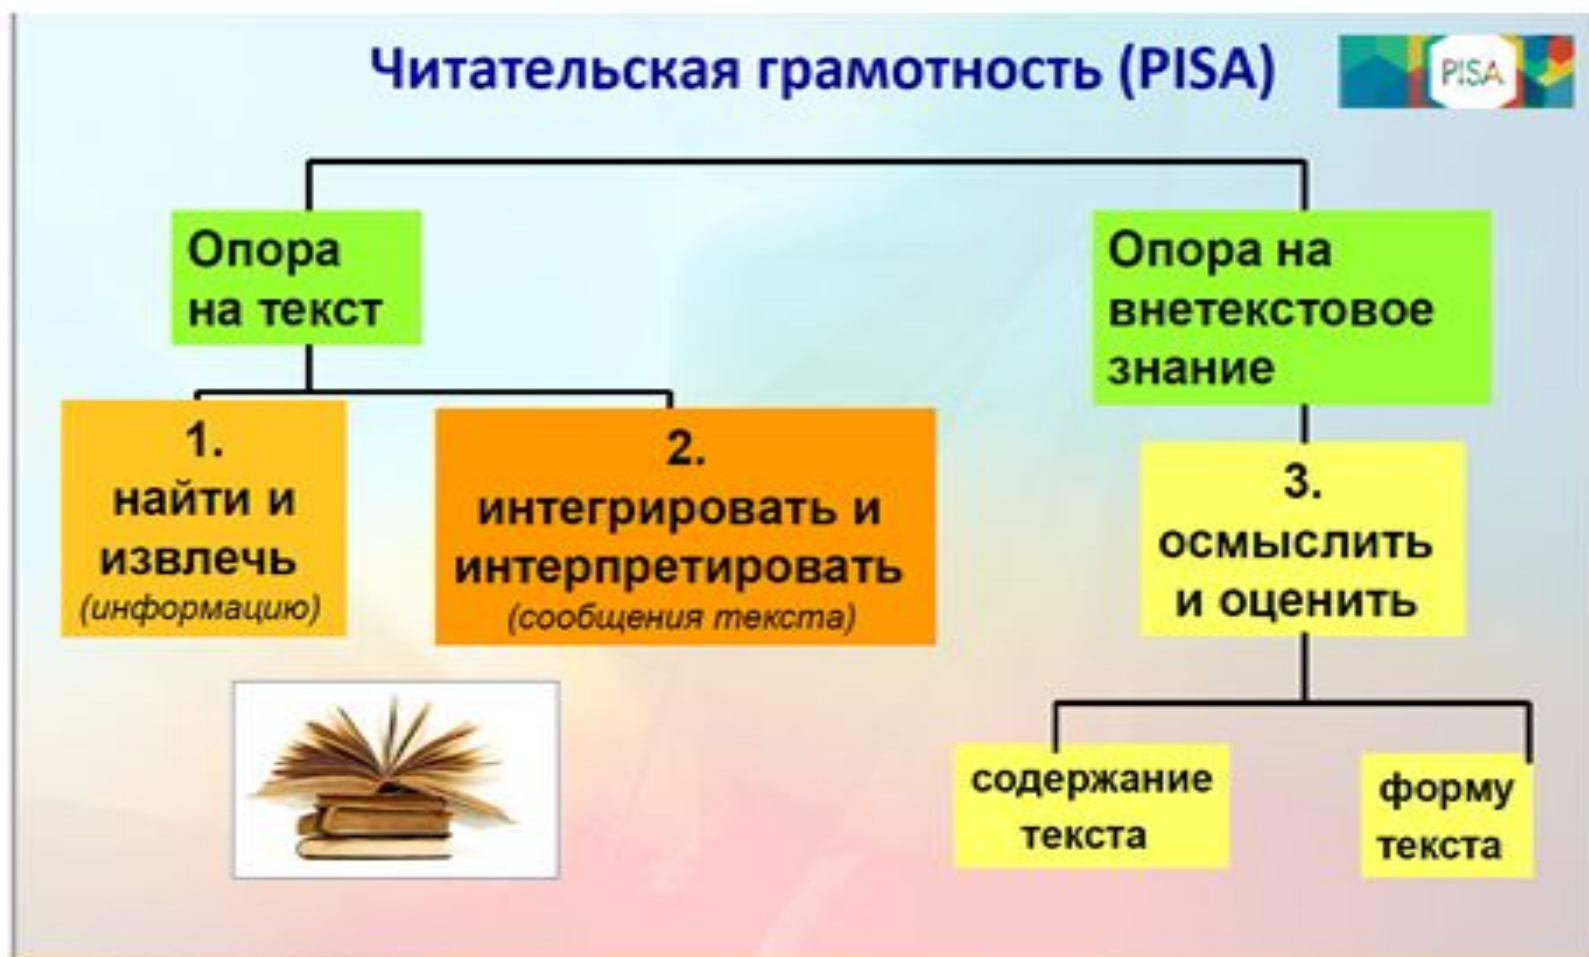 Читательская грамотность (PISA)
PISA
Опора
на текст
Опора на
внетекстовое
знание
1.
найти и
извлечь
(информацию)
2.
интегрировать и
интерпретировать
(сообщения текста)
3.
осмыслить
и оценить
содержание
текста
форму
текста